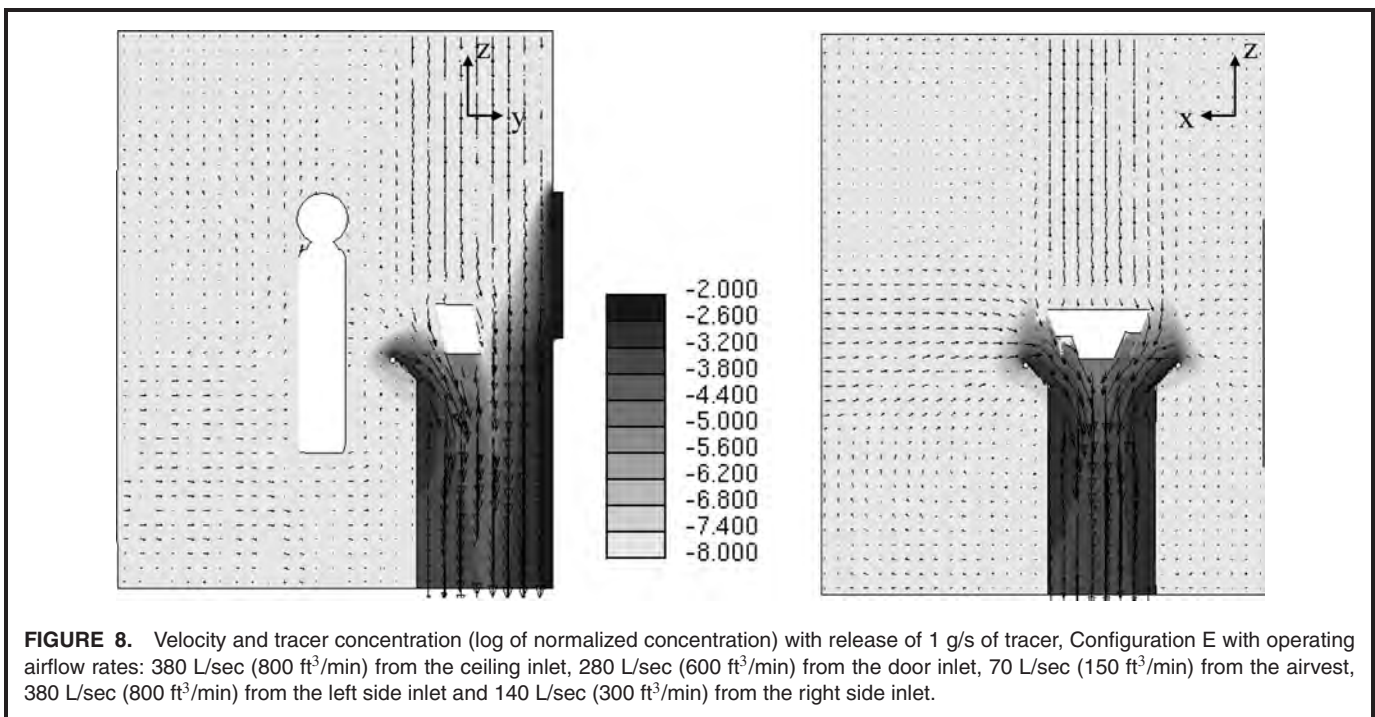 z
y
z
x
-2.000
-2.600
-3.200
-3.800
-4.400
-5.000
-5.600
-6.200
-6.800
-7.400
-8.000
FIGURE 8. Velocity and tracer concentration (log of normalized concentration) with release of 1 g/s of tracer, Configuration E with operating
airflow rates: 380 L/sec (800 ft³/min) from the ceiling inlet, 280 L/sec (600 ft³/min) from the door inlet, 70 L/sec (150 ft³/min) from the airvest,
380 L/sec (800 ft³/min) from the left side inlet and 140 L/sec (300 ft³/min) from the right side inlet.